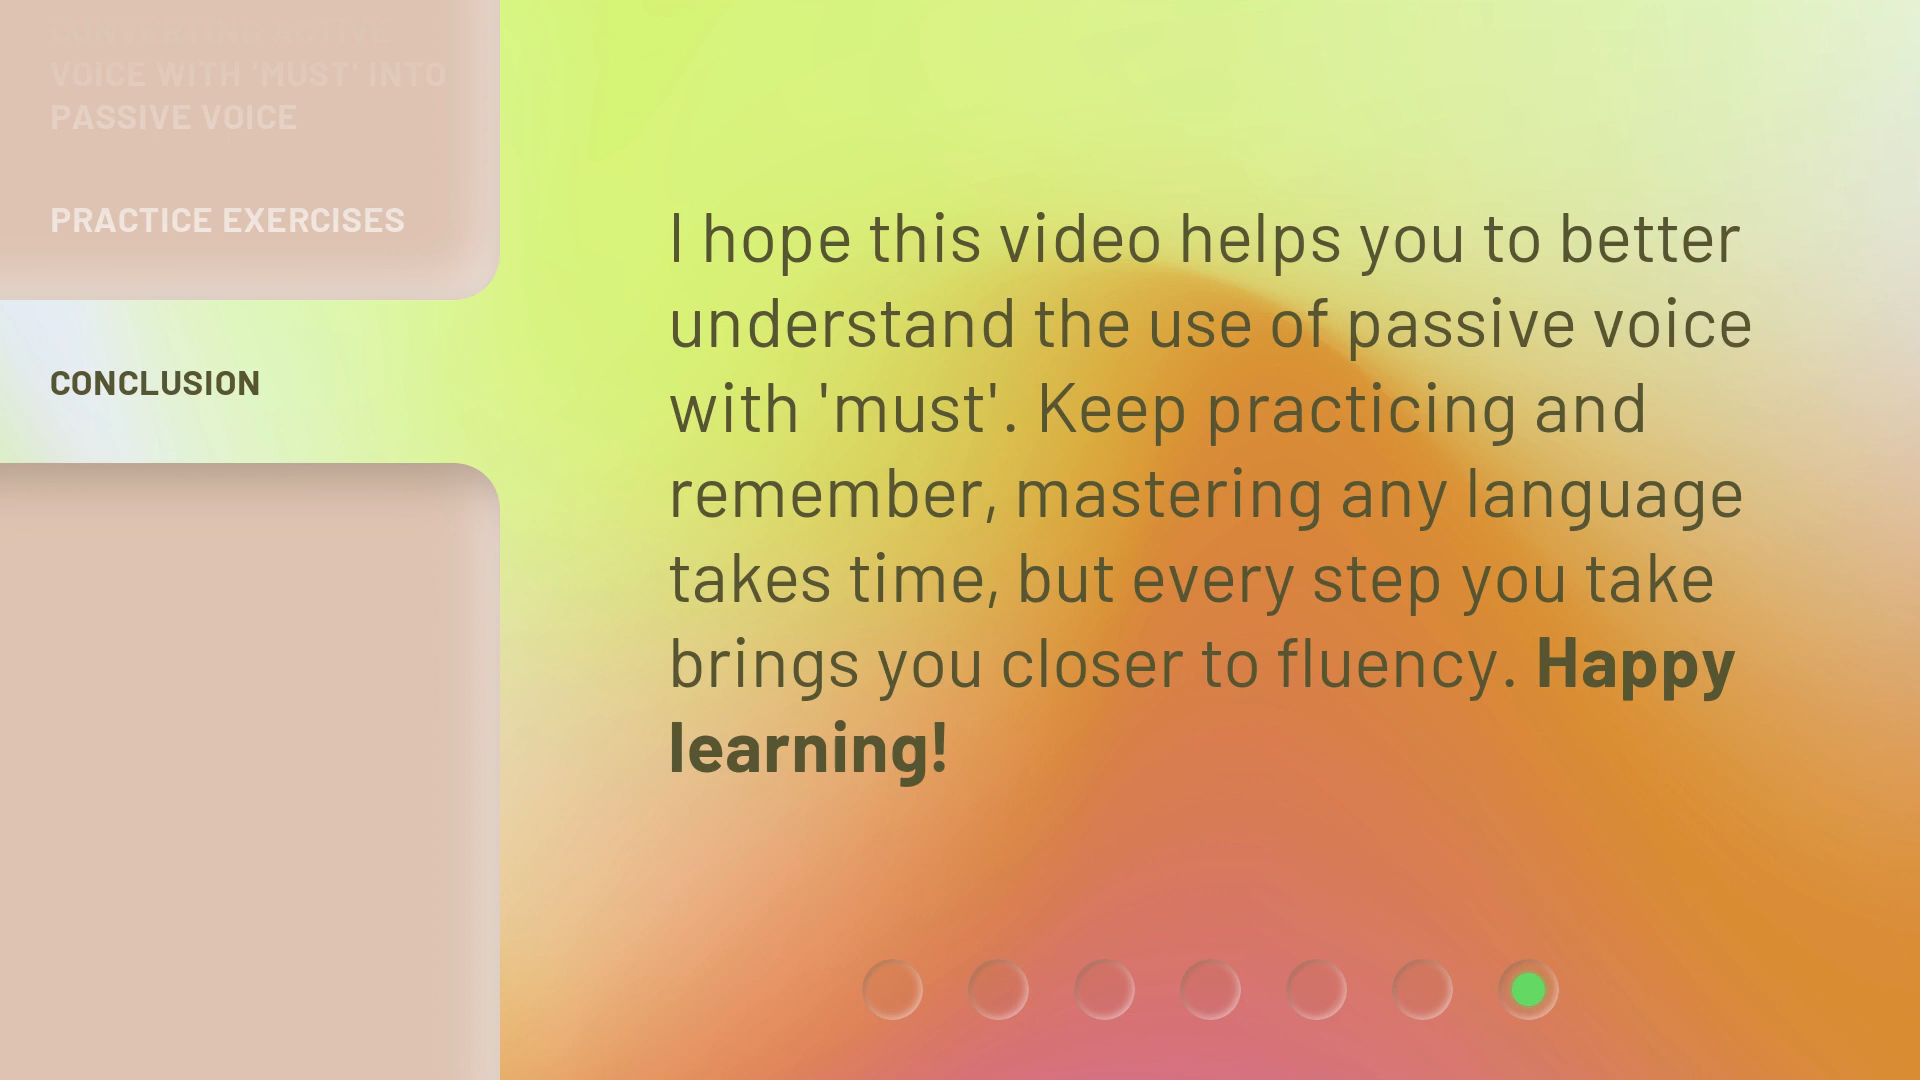 CONVERTING ACTIVE
VOICE WITH 'MUST' INTO
PASSIVE VOICE
PRACTICE EXERCISES
CONCLUSION
I hope this video helps you to better
understand the use of passive voice
with 'must'. Keep practicing and
remember, mastering any language
takes time, but every step you take
brings you closer to fluency. Happy
learning!